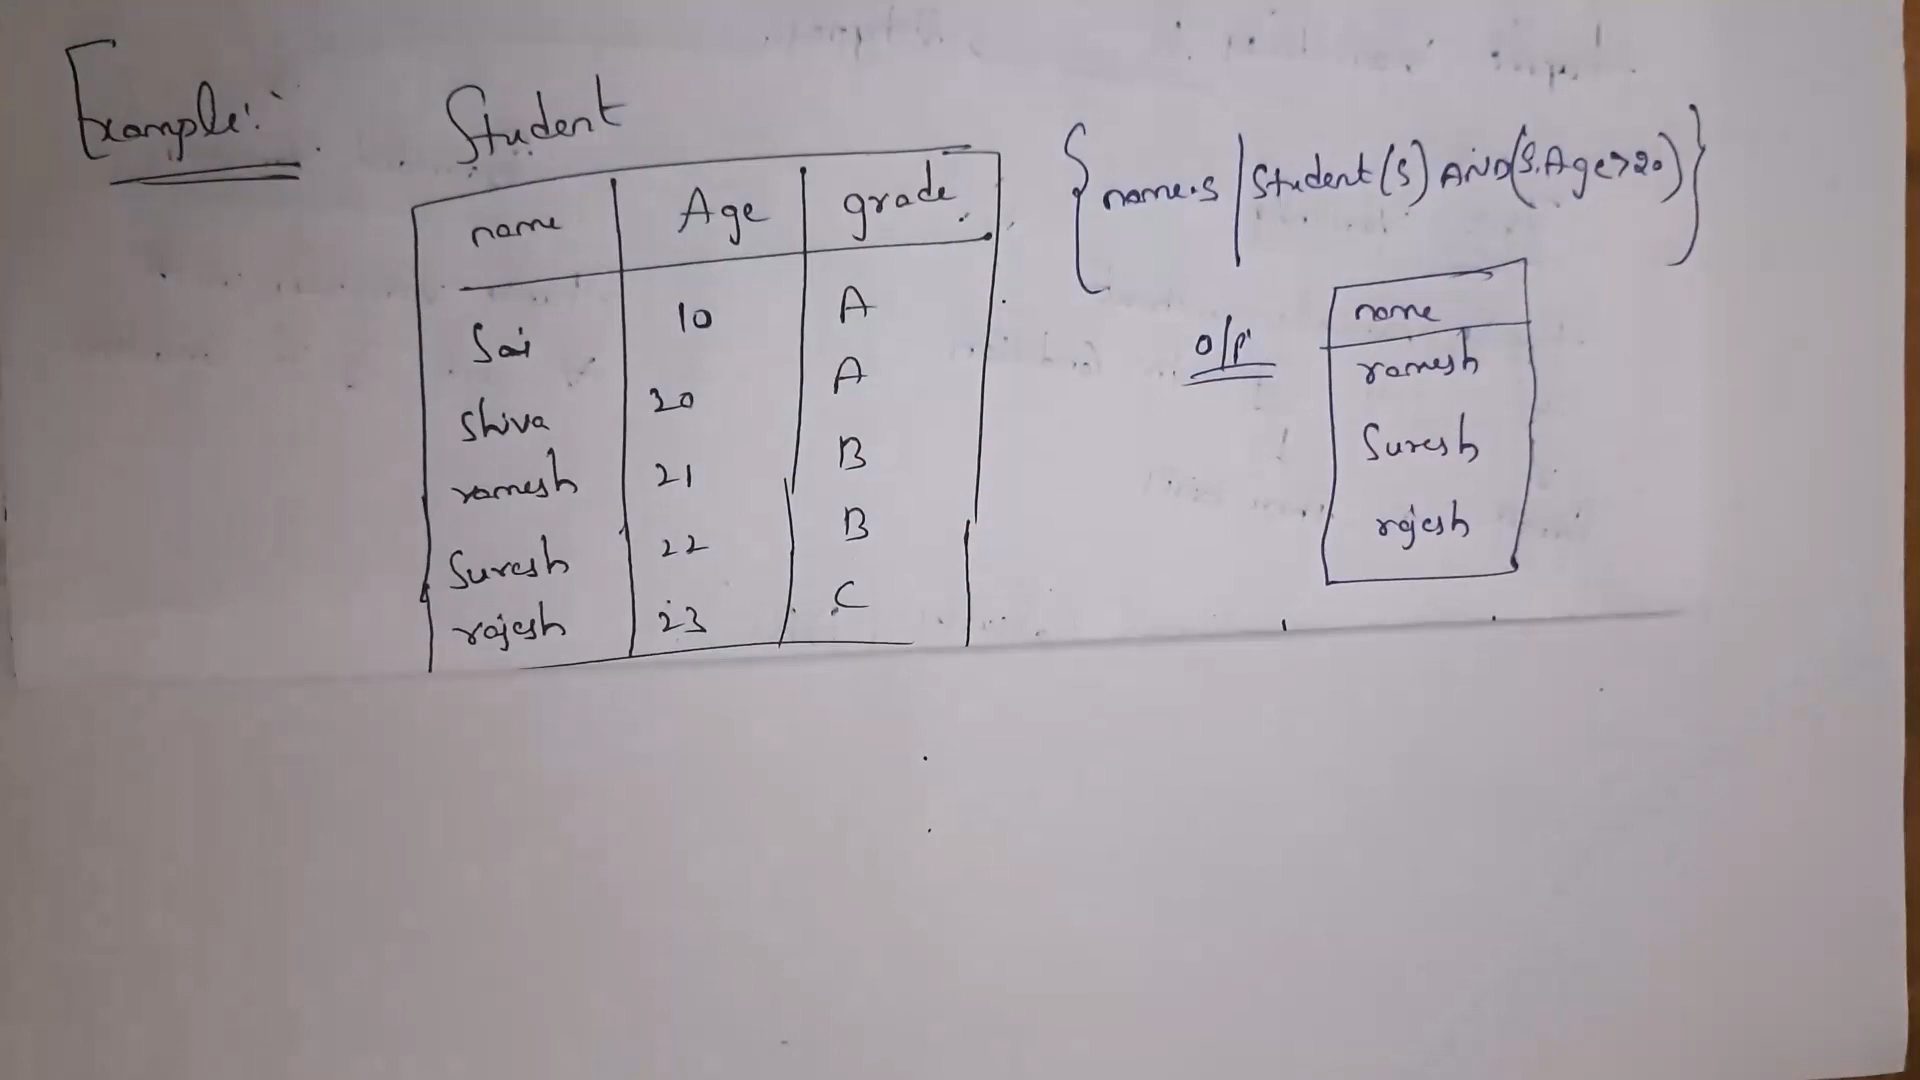 Example:
Student
name Age grade
Sai 10 A
Shiva 20 A
ramesh 21 B
Suresh 22 B
rajesh 23 C
{name.s | Student(S) AND (S.Age>20)}
o/p
name
ramesh
Suresh
rajesh